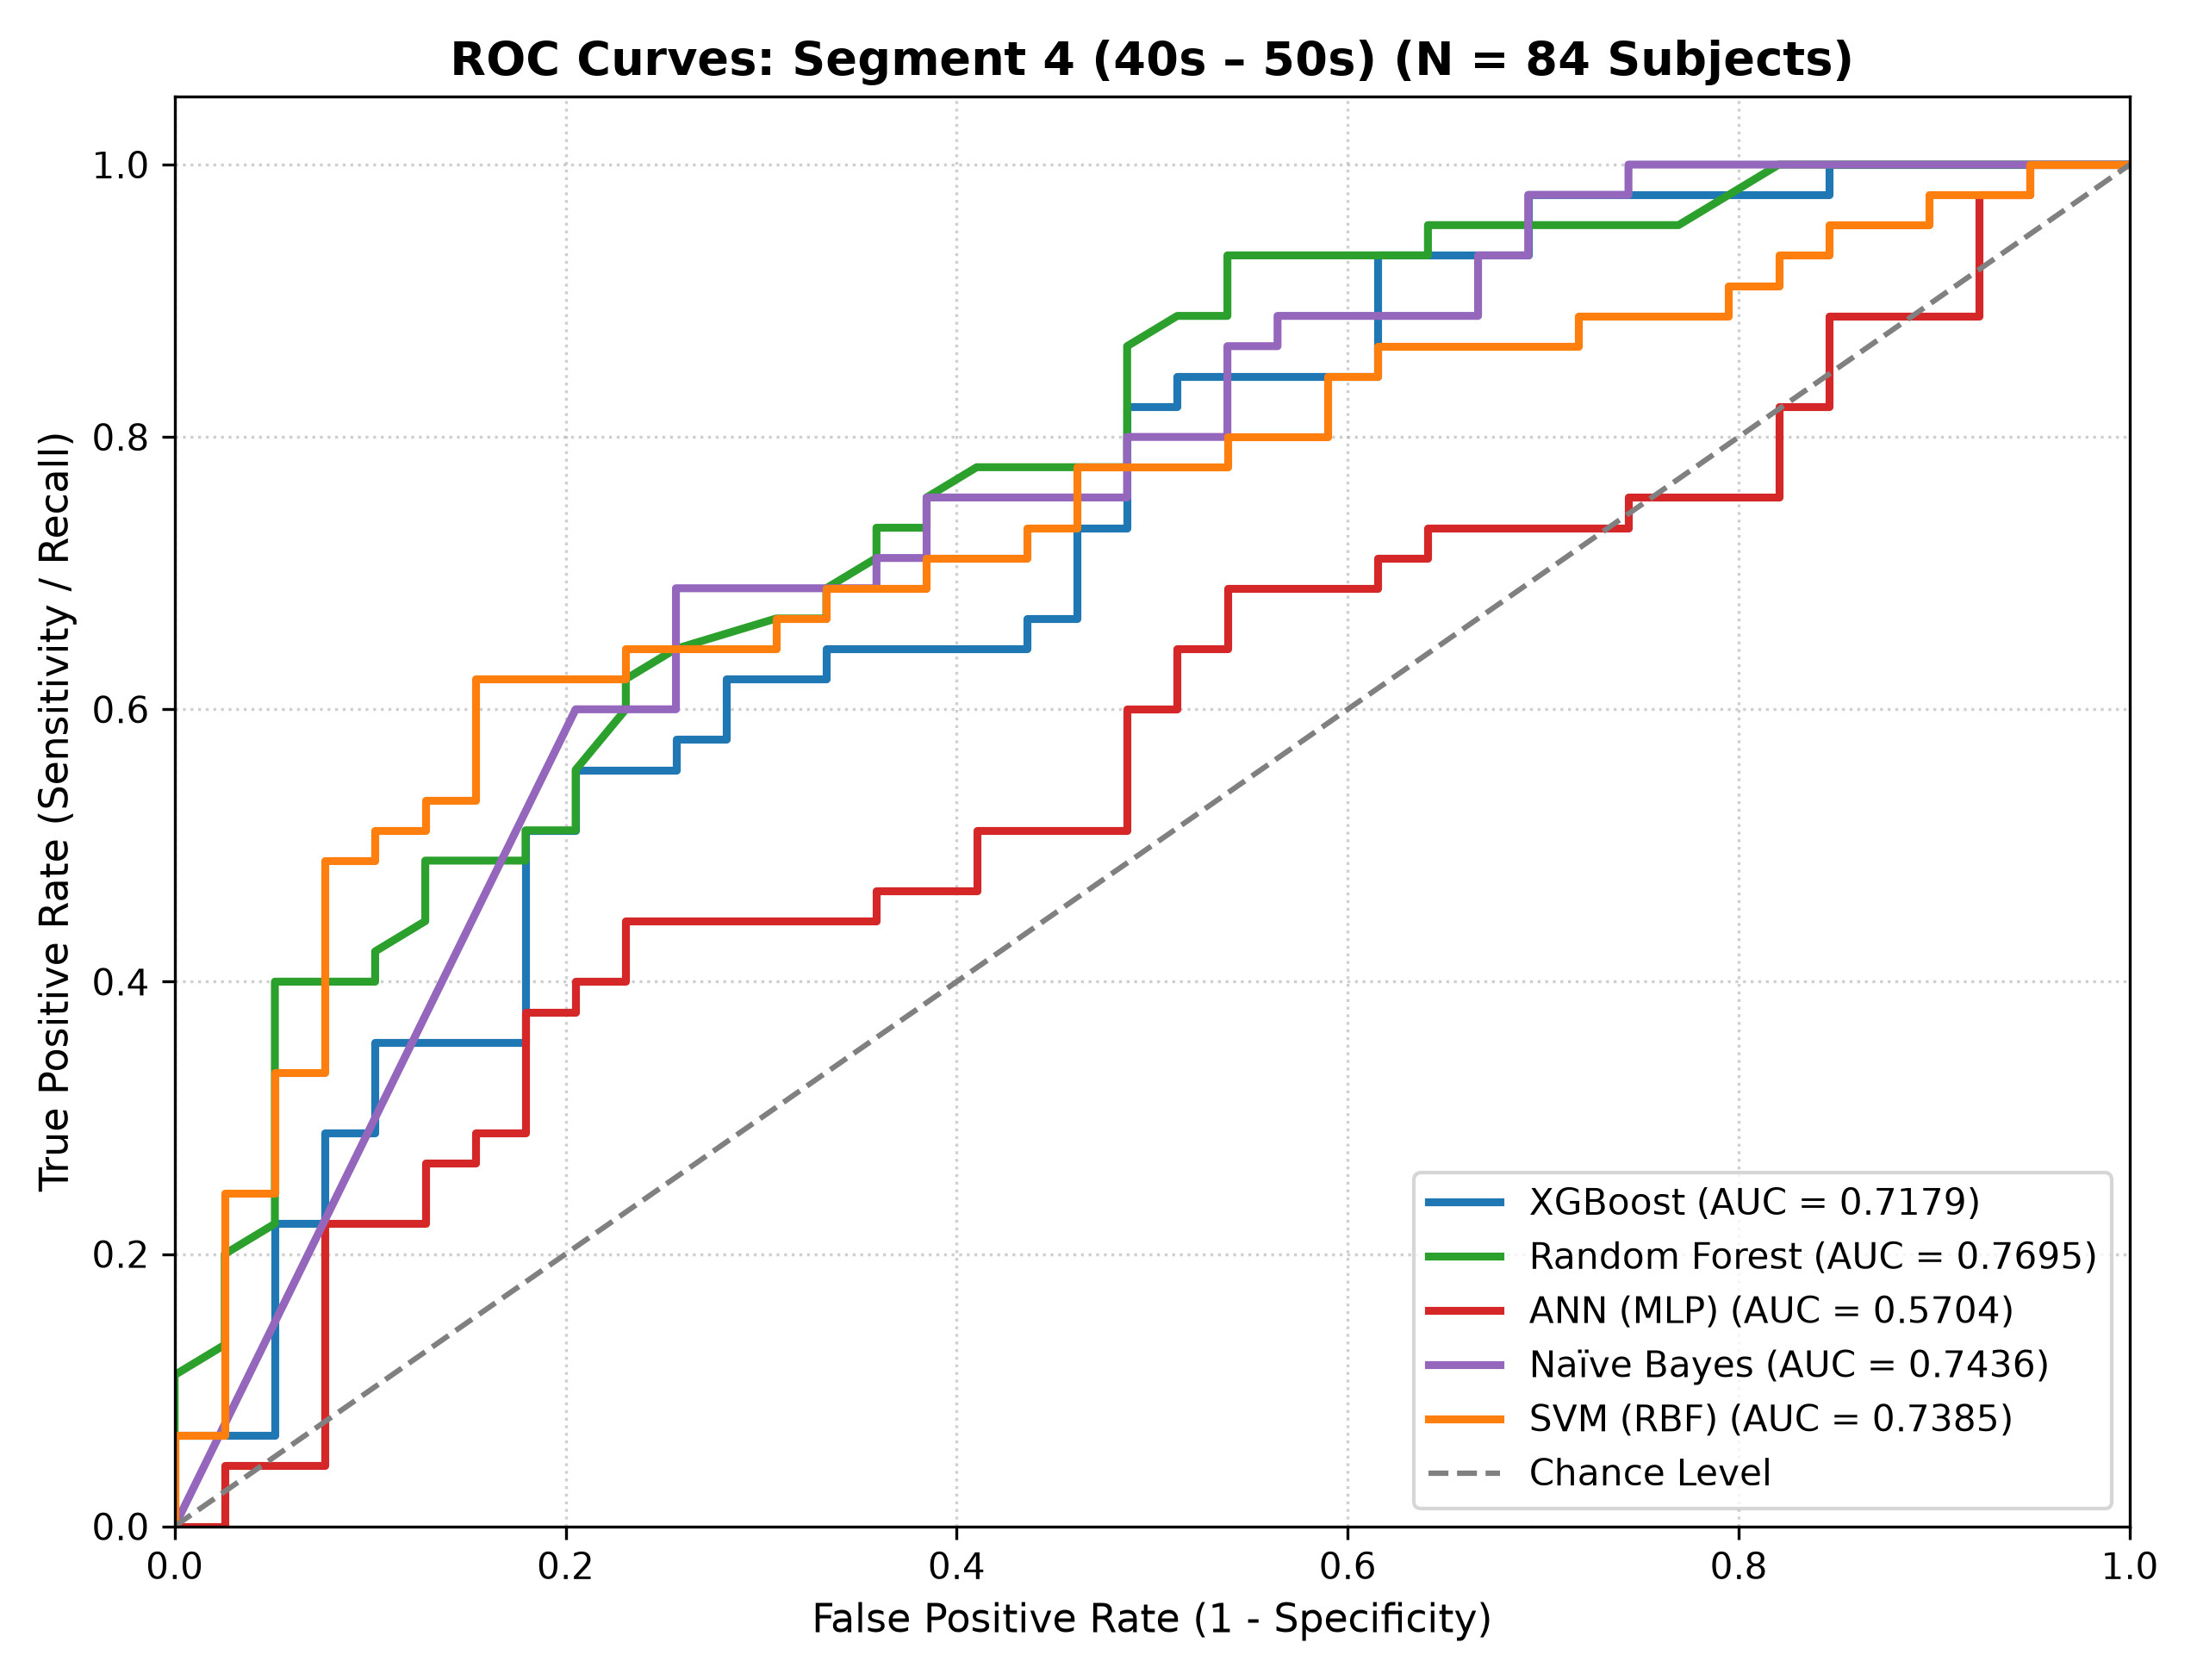 ROC Curves: Segment 4 (40s – 50s) (N = 84 Subjects)
True Positive Rate (Sensitivity / Recall)
1.0
0.8
0.6
0.4
0.2
0.0
0.0 0.2 0.4 0.6 0.8 1.0
False Positive Rate (1 - Specificity)
XGBoost (AUC = 0.7179)
Random Forest (AUC = 0.7695)
ANN (MLP) (AUC = 0.5704)
Naïve Bayes (AUC = 0.7436)
SVM (RBF) (AUC = 0.7385)
Chance Level